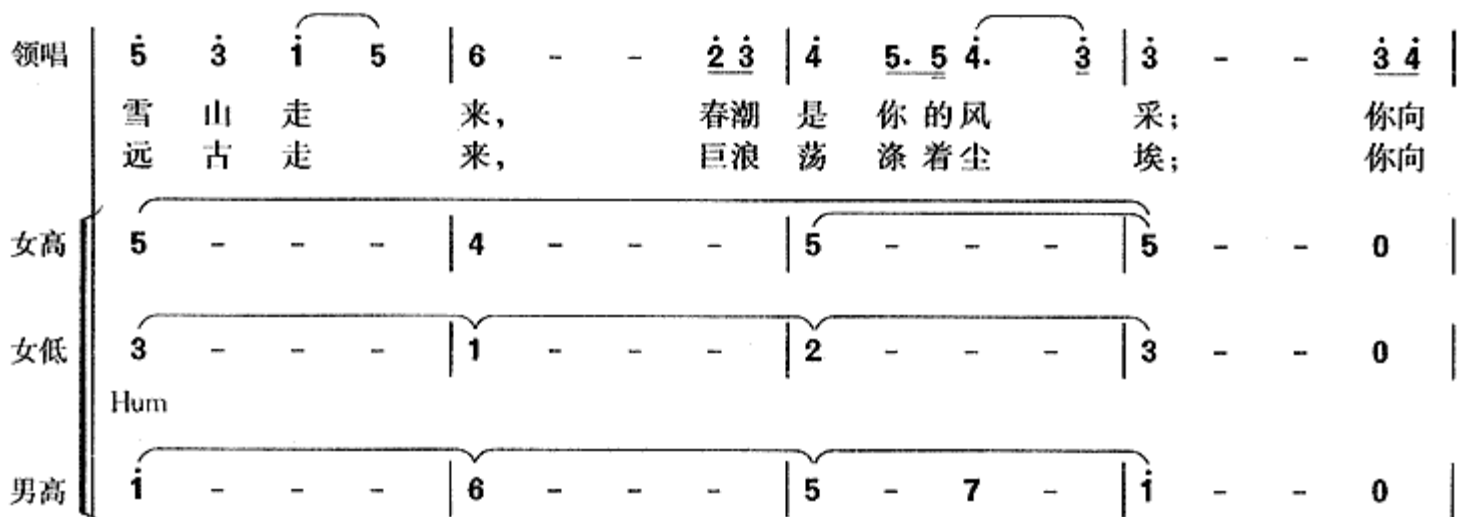 领唱 5̇ 3̇ 1̇ 5 | 6 - - 2̇ 3̇ | 4̇ 5̇. 5̇ 4̇. 3̇ | 3̇ - - 3̇ 4̇ |
雪 山 走 来， 春潮 是 你 的 风 采； 你向
远 古 走 来， 巨浪 荡 涤 着 尘 埃； 你向
女高 5 - - - | 4 - - - | 5 - - - | 5 - - 0 |
女低 3 - - - | 1 - - - | 2 - - - | 3 - - 0 |
Hum
男高 1̇ - - - | 6 - - - | 5 - 7 - | 1̇ - - 0 |